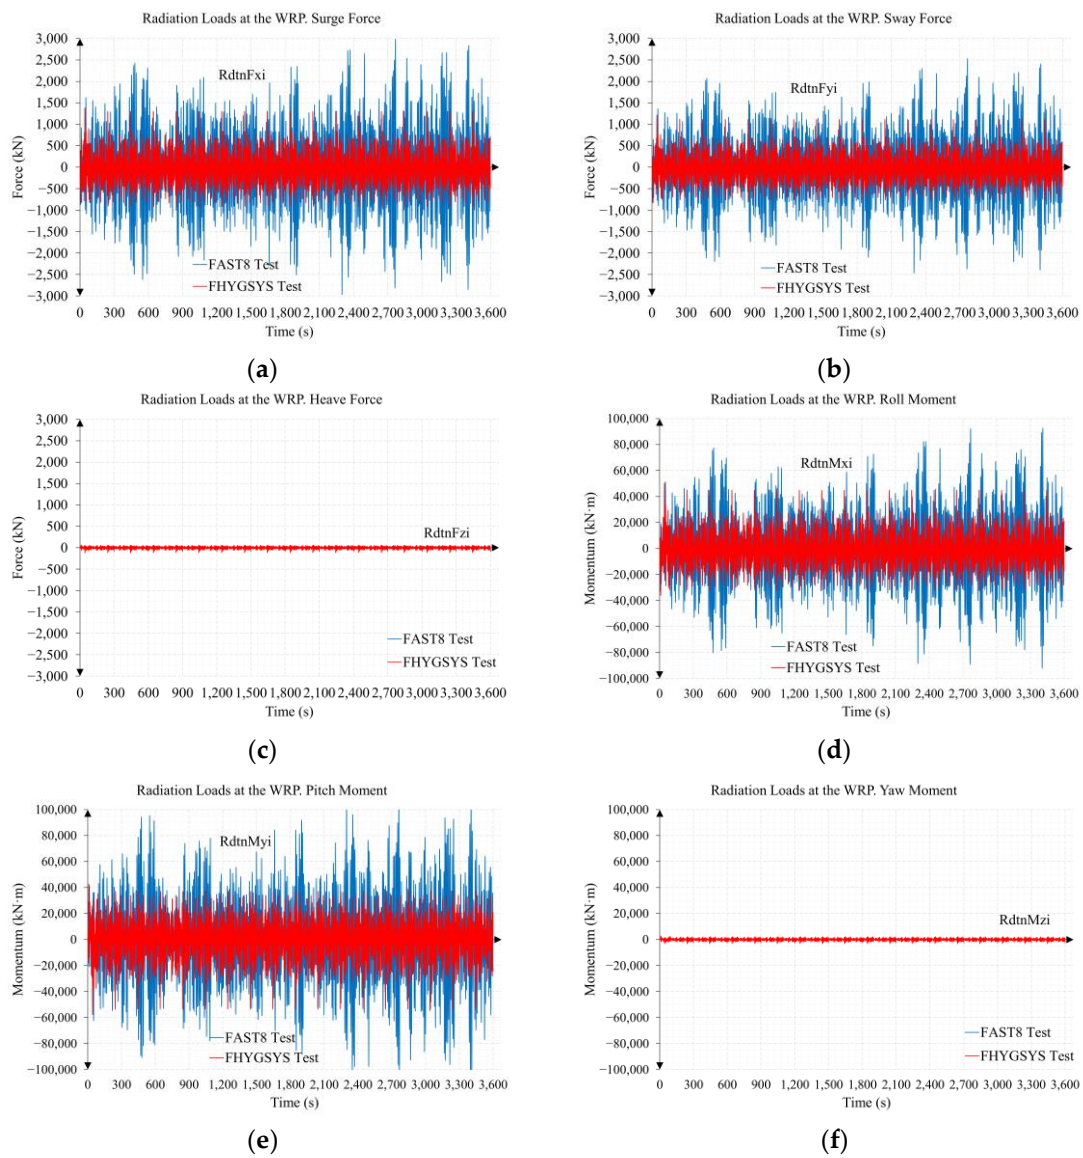 Radiation Loads at the WRP. Surge Force
3,000
2,500
2,000
1,500
1,000
500
0
−500
−1,000
−1,500
−2,000
−2,500
−3,000
Force (kN)
RdtnFxi
FAST8 Test
FHYGSYS Test
0 300 600 900 1,200 1,500 1,800 2,100 2,400 2,700 3,000 3,300 3,600
Time (s)
(a)
Radiation Loads at the WRP. Sway Force
3,000
2,500
2,000
1,500
1,000
500
0
−500
−1,000
−1,500
−2,000
−2,500
−3,000
Force (kN)
RdtnFyi
FAST8 Test
FHYGSYS Test
0 300 600 900 1,200 1,500 1,800 2,100 2,400 2,700 3,000 3,300 3,600
Time (s)
(b)
Radiation Loads at the WRP. Heave Force
3,000
2,500
2,000
1,500
1,000
500
0
−500
−1,000
−1,500
−2,000
−2,500
−3,000
Force (kN)
RdtnFzi
FAST8 Test
FHYGSYS Test
0 300 600 900 1,200 1,500 1,800 2,100 2,400 2,700 3,000 3,300 3,600
Time (s)
(c)
Radiation Loads at the WRP. Roll Moment
100,000
80,000
60,000
40,000
20,000
0
−20,000
−40,000
−60,000
−80,000
−100,000
Momentum (kN·m)
RdtnMxi
FAST8 Test
FHYGSYS Test
0 300 600 900 1,200 1,500 1,800 2,100 2,400 2,700 3,000 3,300 3,600
Time (s)
(d)
Radiation Loads at the WRP. Pitch Moment
100,000
80,000
60,000
40,000
20,000
0
−20,000
−40,000
−60,000
−80,000
−100,000
Momentum (kN·m)
RdtnMyi
FAST8 Test
FHYGSYS Test
0 300 600 900 1,200 1,500 1,800 2,100 2,400 2,700 3,000 3,300 3,600
Time (s)
(e)
Radiation Loads at the WRP. Yaw Moment
100,000
80,000
60,000
40,000
20,000
0
−20,000
−40,000
−60,000
−80,000
−100,000
Momentum (kN·m)
RdtnMzi
FAST8 Test
FHYGSYS Test
0 300 600 900 1,200 1,500 1,800 2,100 2,400 2,700 3,000 3,300 3,600
Time (s)
(f)